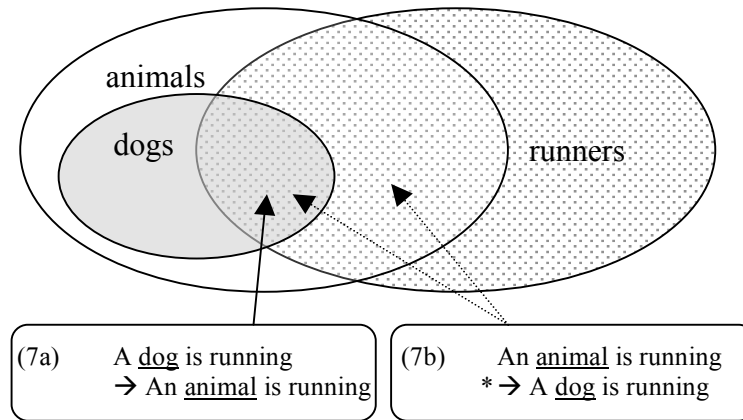 animals
dogs
runners
(7a) A dog is running
→ An animal is running
(7b) An animal is running
* → A dog is running